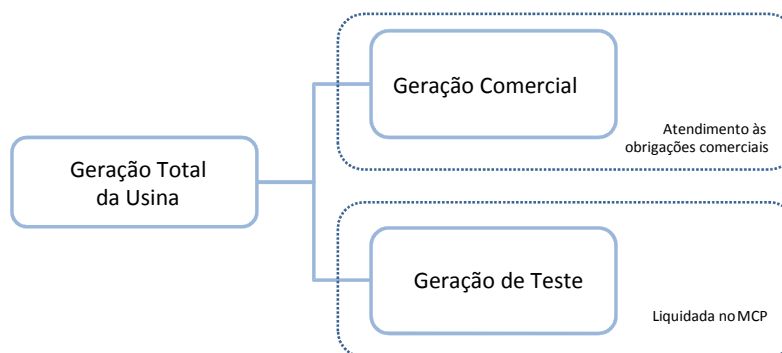 Geração Comercial
Atendimento às
obrigações comerciais
Geração Total
da Usina
Geração de Teste
Liquidada no MCP